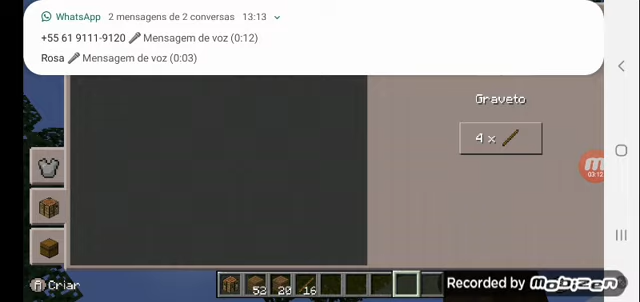 WhatsApp 2 mensagens de 2 conversas 13:13
+55 61 9111-9120 Mensagem de voz (0:12)
Rosa Mensagem de voz (0:03)
Graveto
4 x
03:12
A Criar
53 20 16
Recorded by mobizen